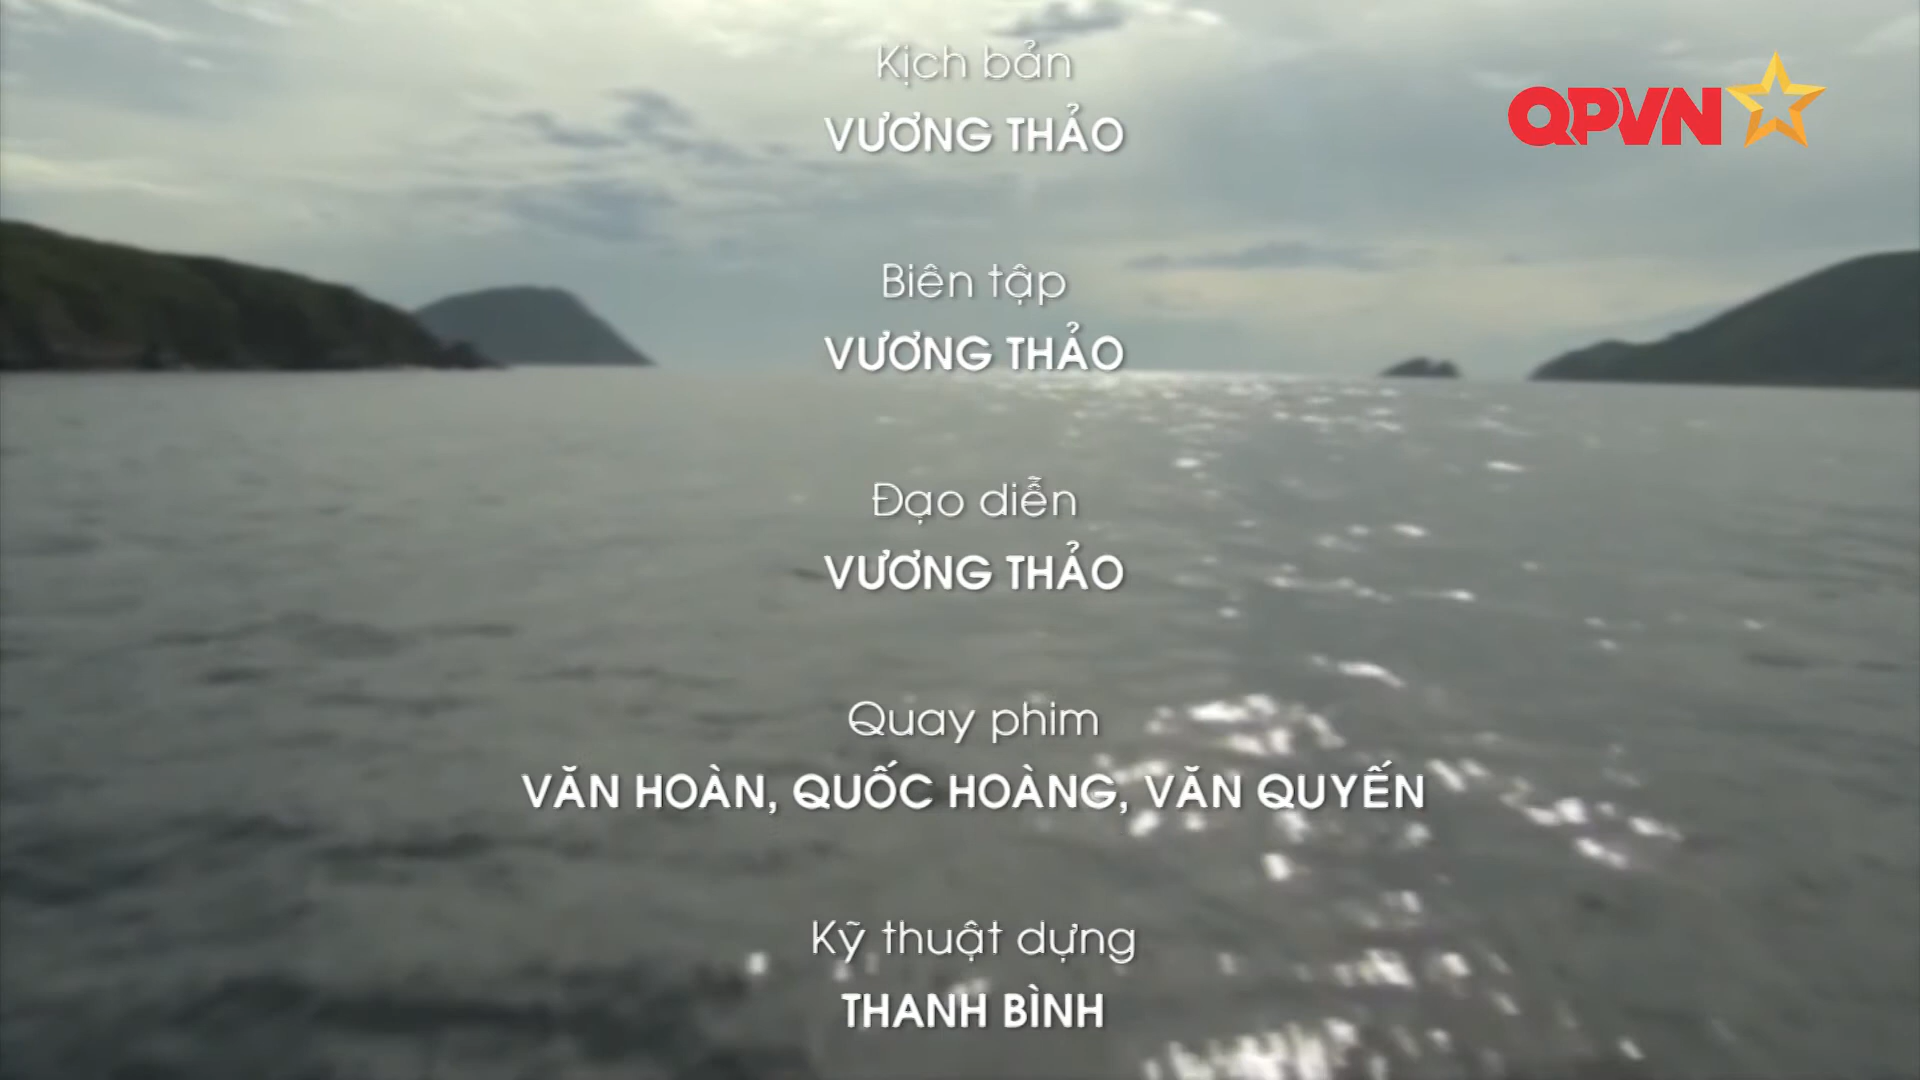 Kịch bản
VƯƠNG THẢO
QPVN
Biên tập
VƯƠNG THẢO
Đạo diễn
VƯƠNG THẢO
Quay phim
VĂN HOÀN, QUỐC HOÀNG, VĂN QUYẾN
Kỹ thuật dựng
THANH BÌNH